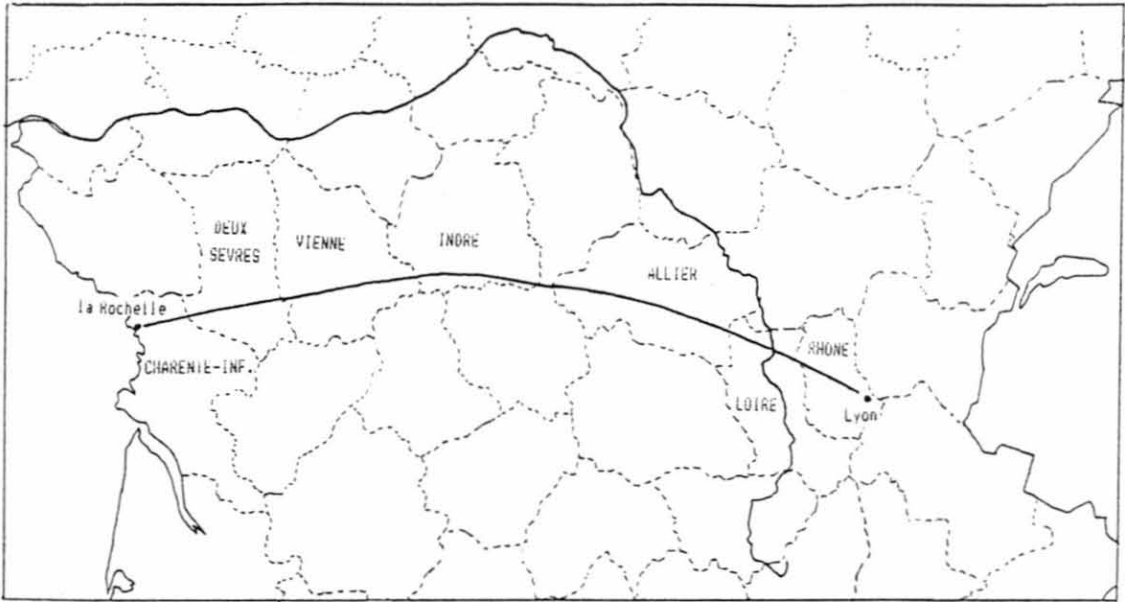 DEUX
SEVRES
VIENNE
INDRE
ALLIER
la Rochelle
CHARENTE-INF.
RHONE
LOIRE
Lyon